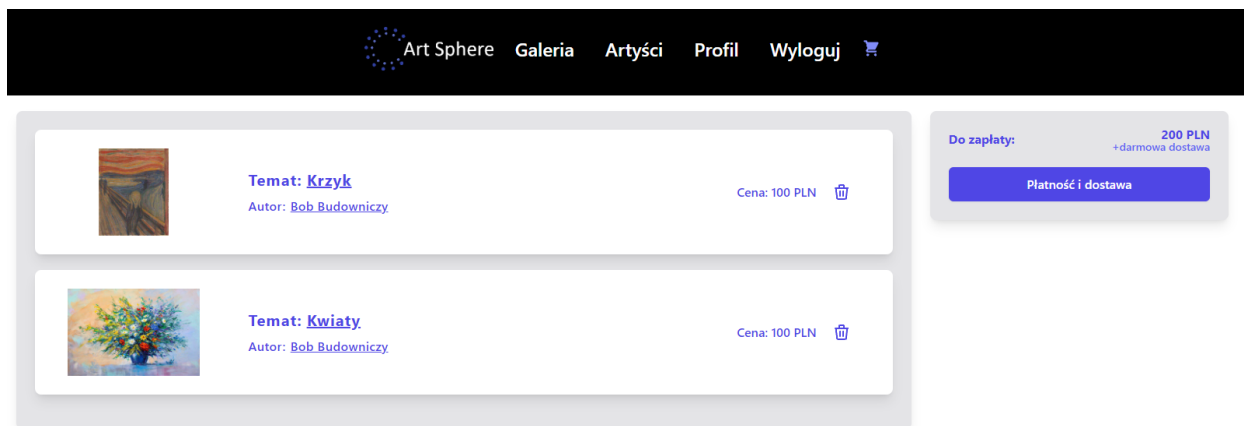 Art Sphere Galeria Artyści Profil Wyloguj
Temat: Krzyk
Autor: Bob Budowniczy
Cena: 100 PLN
Temat: Kwiaty
Autor: Bob Budowniczy
Cena: 100 PLN
Do zapłaty: 200 PLN
+darmowa dostawa
Płatność i dostawa